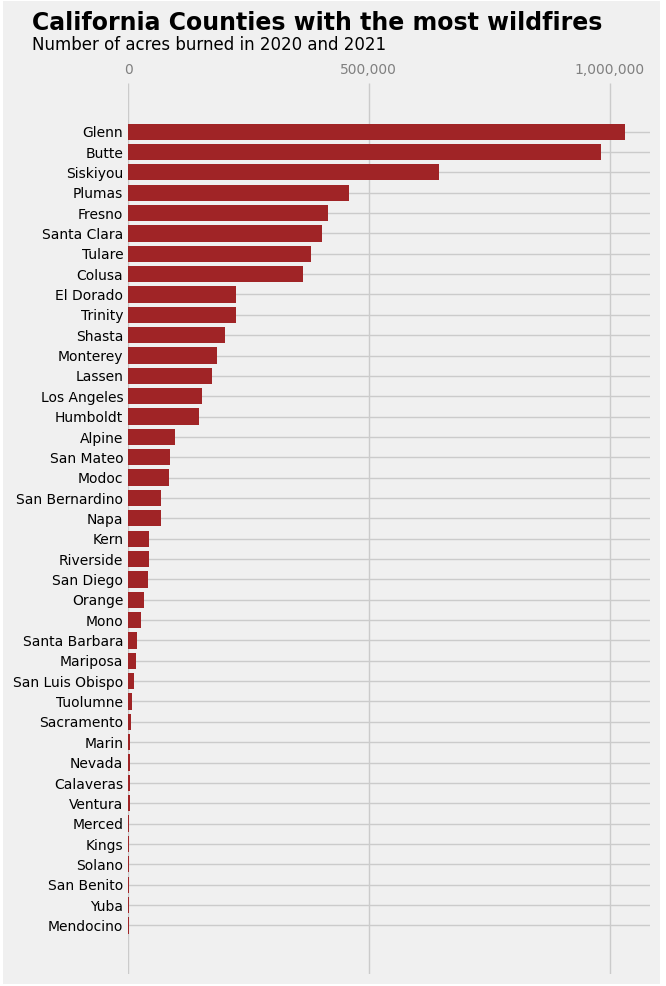 California Counties with the most wildfires
Number of acres burned in 2020 and 2021
0 500,000 1,000,000
Glenn
Butte
Siskiyou
Plumas
Fresno
Santa Clara
Tulare
Colusa
El Dorado
Trinity
Shasta
Monterey
Lassen
Los Angeles
Humboldt
Alpine
San Mateo
Modoc
San Bernardino
Napa
Kern
Riverside
San Diego
Orange
Mono
Santa Barbara
Mariposa
San Luis Obispo
Tuolumne
Sacramento
Marin
Nevada
Calaveras
Ventura
Merced
Kings
Solano
San Benito
Yuba
Mendocino